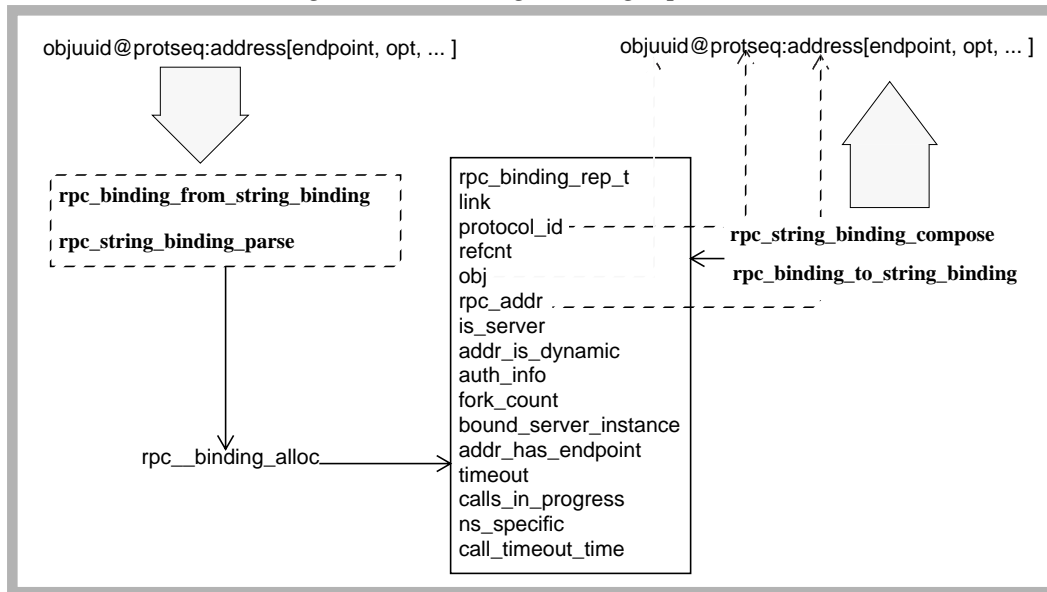 objuuid@protseq:address[endpoint, opt, ... ]
objuuid@protseq:address[endpoint, opt, ... ]
rpc_binding_from_string_binding
rpc_string_binding_parse
rpc_binding_rep_t
link
protocol_id
refcnt
obj
rpc_addr
is_server
addr_is_dynamic
auth_info
fork_count
bound_server_instance
addr_has_endpoint
timeout
calls_in_progress
ns_specific
call_timeout_time
rpc_string_binding_compose
rpc_binding_to_string_binding
rpc__binding_alloc